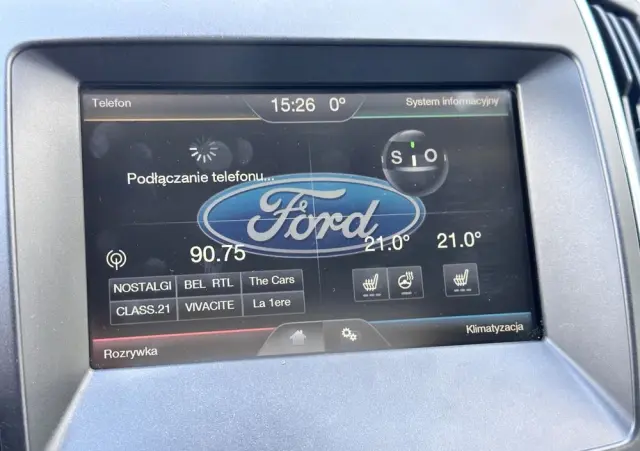 Telefon
15:26 0°
System informacyjny
Podłączanie telefonu...
S O
Ford
90.75
21.0° 21.0°
NOSTALGI BEL RTL The Cars
CLASS.21 VIVACITE La 1ere
Rozrywka
Klimatyzacja